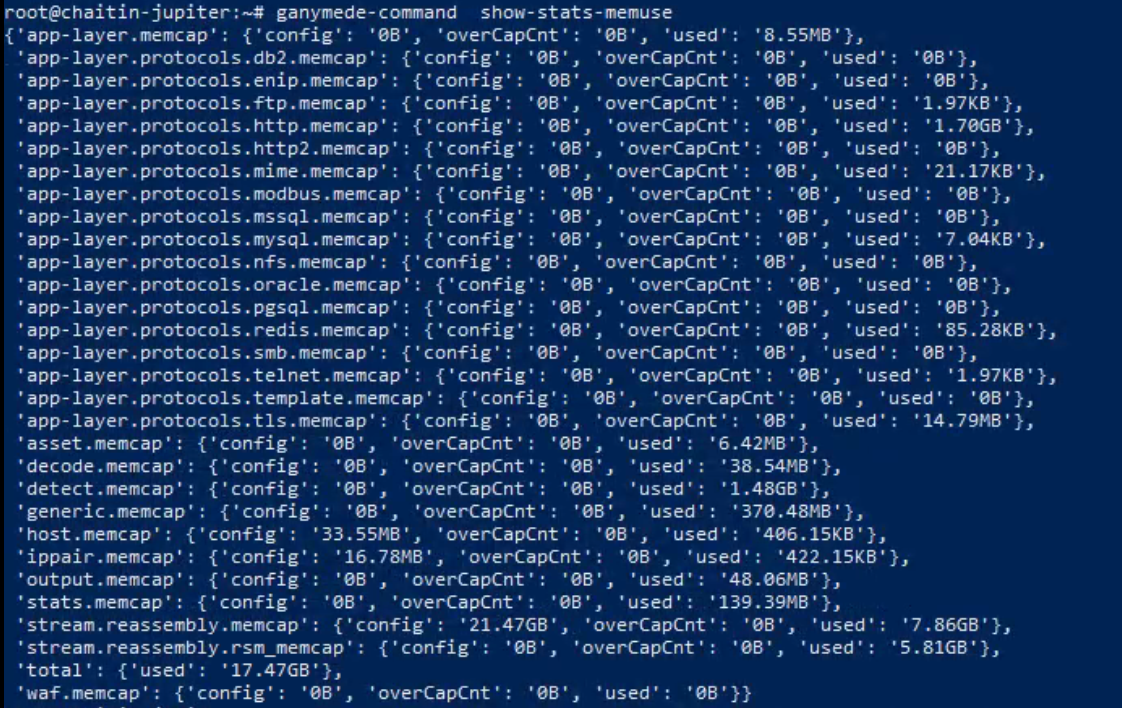 root@chaitin-jupiter:~# ganymede-command  show-stats-memuse
{'app-layer.memcap': {'config': '0B', 'overCapCnt': '0B', 'used': '8.55MB'},
 'app-layer.protocols.db2.memcap': {'config': '0B', 'overCapCnt': '0B', 'used': '0B'},
 'app-layer.protocols.enip.memcap': {'config': '0B', 'overCapCnt': '0B', 'used': '0B'},
 'app-layer.protocols.ftp.memcap': {'config': '0B', 'overCapCnt': '0B', 'used': '1.97KB'},
 'app-layer.protocols.http.memcap': {'config': '0B', 'overCapCnt': '0B', 'used': '1.70GB'},
 'app-layer.protocols.http2.memcap': {'config': '0B', 'overCapCnt': '0B', 'used': '0B'},
 'app-layer.protocols.mime.memcap': {'config': '0B', 'overCapCnt': '0B', 'used': '21.17KB'},
 'app-layer.protocols.modbus.memcap': {'config': '0B', 'overCapCnt': '0B', 'used': '0B'},
 'app-layer.protocols.mssql.memcap': {'config': '0B', 'overCapCnt': '0B', 'used': '0B'},
 'app-layer.protocols.mysql.memcap': {'config': '0B', 'overCapCnt': '0B', 'used': '7.04KB'},
 'app-layer.protocols.nfs.memcap': {'config': '0B', 'overCapCnt': '0B', 'used': '0B'},
 'app-layer.protocols.oracle.memcap': {'config': '0B', 'overCapCnt': '0B', 'used': '0B'},
 'app-layer.protocols.pgsql.memcap': {'config': '0B', 'overCapCnt': '0B', 'used': '0B'},
 'app-layer.protocols.redis.memcap': {'config': '0B', 'overCapCnt': '0B', 'used': '85.28KB'},
 'app-layer.protocols.smb.memcap': {'config': '0B', 'overCapCnt': '0B', 'used': '0B'},
 'app-layer.protocols.telnet.memcap': {'config': '0B', 'overCapCnt': '0B', 'used': '1.97KB'},
 'app-layer.protocols.template.memcap': {'config': '0B', 'overCapCnt': '0B', 'used': '0B'},
 'app-layer.protocols.tls.memcap': {'config': '0B', 'overCapCnt': '0B', 'used': '14.79MB'},
 'asset.memcap': {'config': '0B', 'overCapCnt': '0B', 'used': '6.42MB'},
 'decode.memcap': {'config': '0B', 'overCapCnt': '0B', 'used': '38.54MB'},
 'detect.memcap': {'config': '0B', 'overCapCnt': '0B', 'used': '1.48GB'},
 'generic.memcap': {'config': '0B', 'overCapCnt': '0B', 'used': '370.48MB'},
 'host.memcap': {'config': '33.55MB', 'overCapCnt': '0B', 'used': '406.15KB'},
 'ippair.memcap': {'config': '16.78MB', 'overCapCnt': '0B', 'used': '422.15KB'},
 'output.memcap': {'config': '0B', 'overCapCnt': '0B', 'used': '48.06MB'},
 'stats.memcap': {'config': '0B', 'overCapCnt': '0B', 'used': '139.39MB'},
 'stream.reassembly.memcap': {'config': '21.47GB', 'overCapCnt': '0B', 'used': '7.86GB'},
 'stream.reassembly.rsm_memcap': {'config': '0B', 'overCapCnt': '0B', 'used': '5.81GB'},
 'total': {'used': '17.47GB'},
 'waf.memcap': {'config': '0B', 'overCapCnt': '0B', 'used': '0B'}}